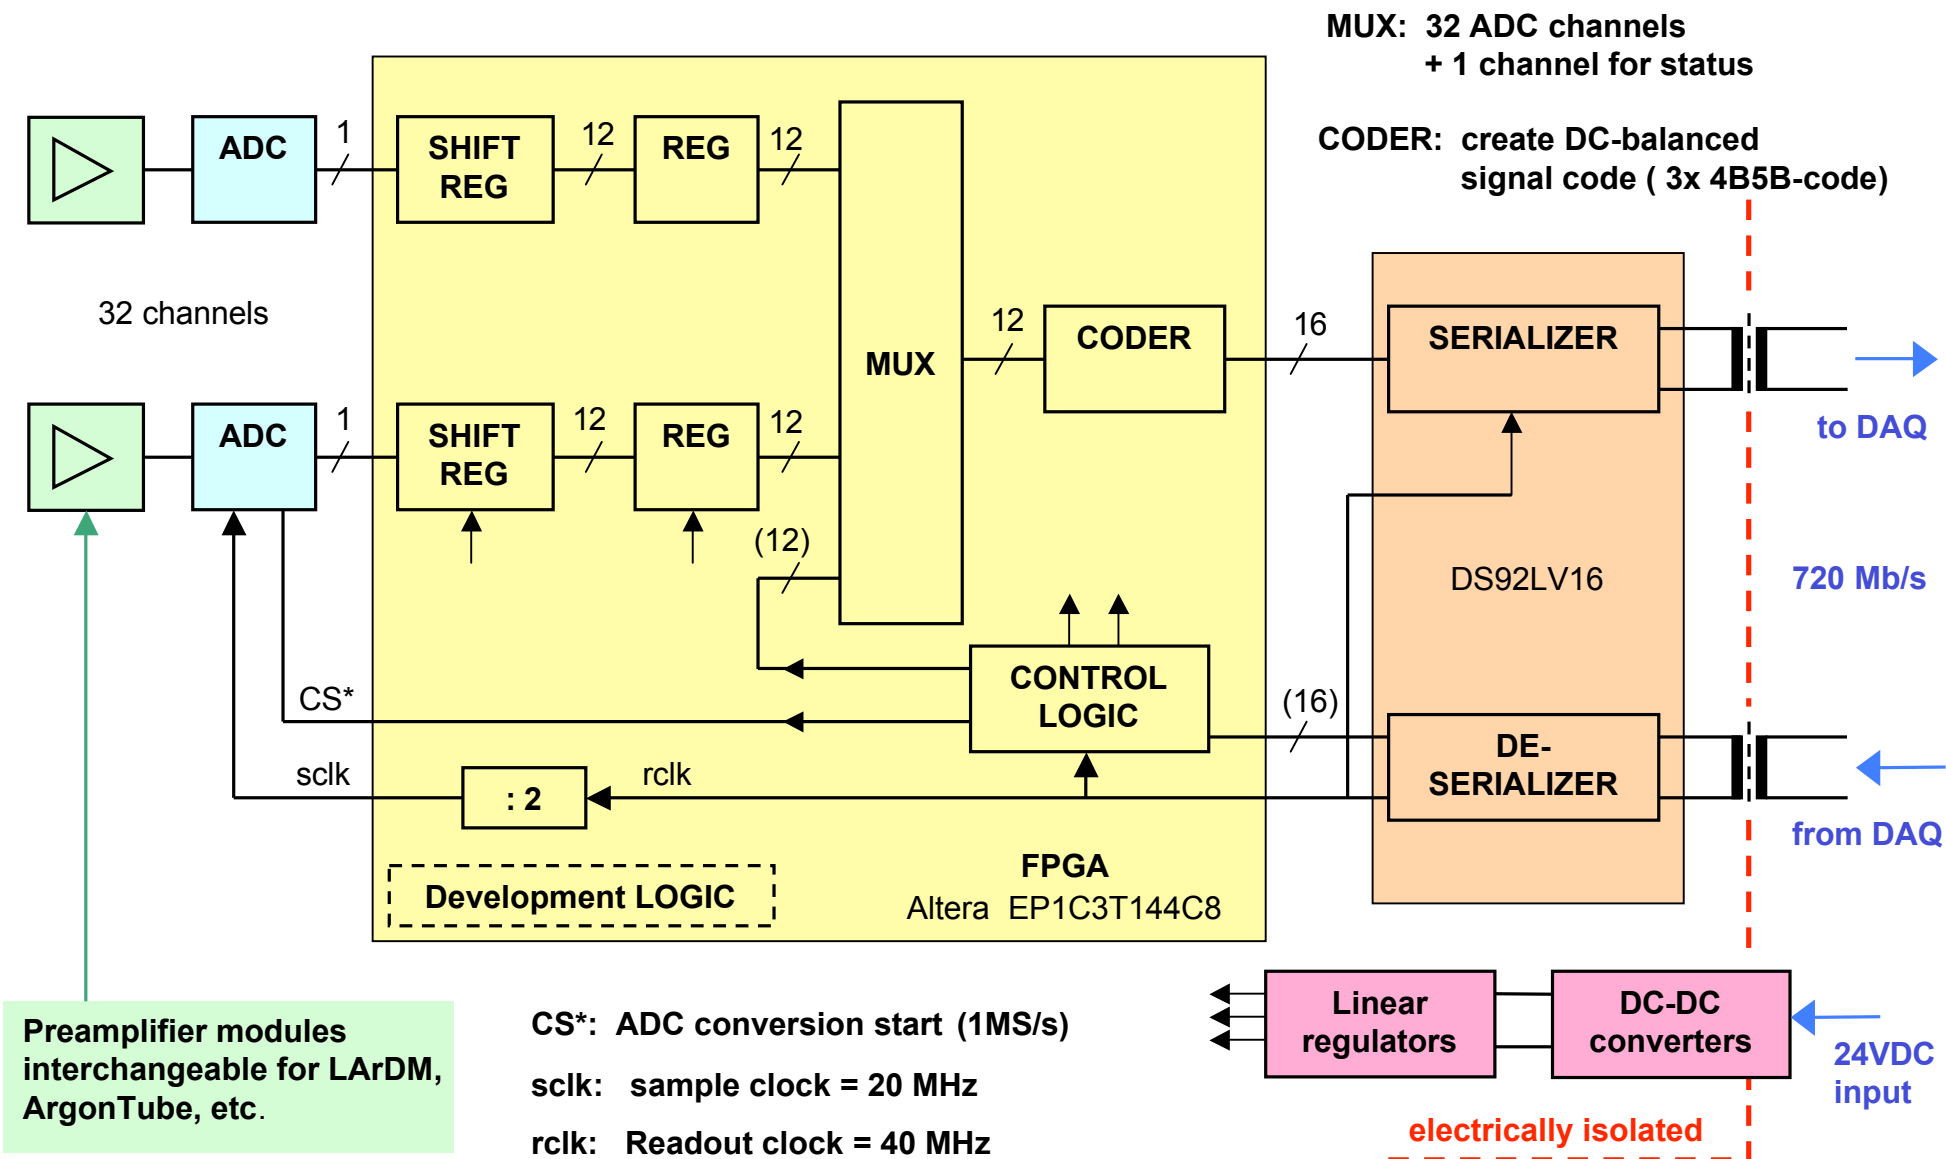 MUX: 32 ADC channels
+ 1 channel for status
CODER: create DC-balanced
signal code ( 3x 4B5B-code)
ADC
1
SHIFT
REG
12
REG
12
32 channels
MUX
12
CODER
16
SERIALIZER
to DAQ
ADC
1
SHIFT
REG
12
REG
12
(12)
DS92LV16
720 Mb/s
CONTROL
LOGIC
(16)
DE-
SERIALIZER
CS*
sclk
: 2
rclk
from DAQ
Development LOGIC
FPGA
Altera EP1C3T144C8
Preamplifier modules
interchangeable for LArDM,
ArgonTube, etc.
CS*: ADC conversion start (1MS/s)
sclk: sample clock = 20 MHz
rclk: Readout clock = 40 MHz
Linear
regulators
DC-DC
converters
24VDC
input
electrically isolated